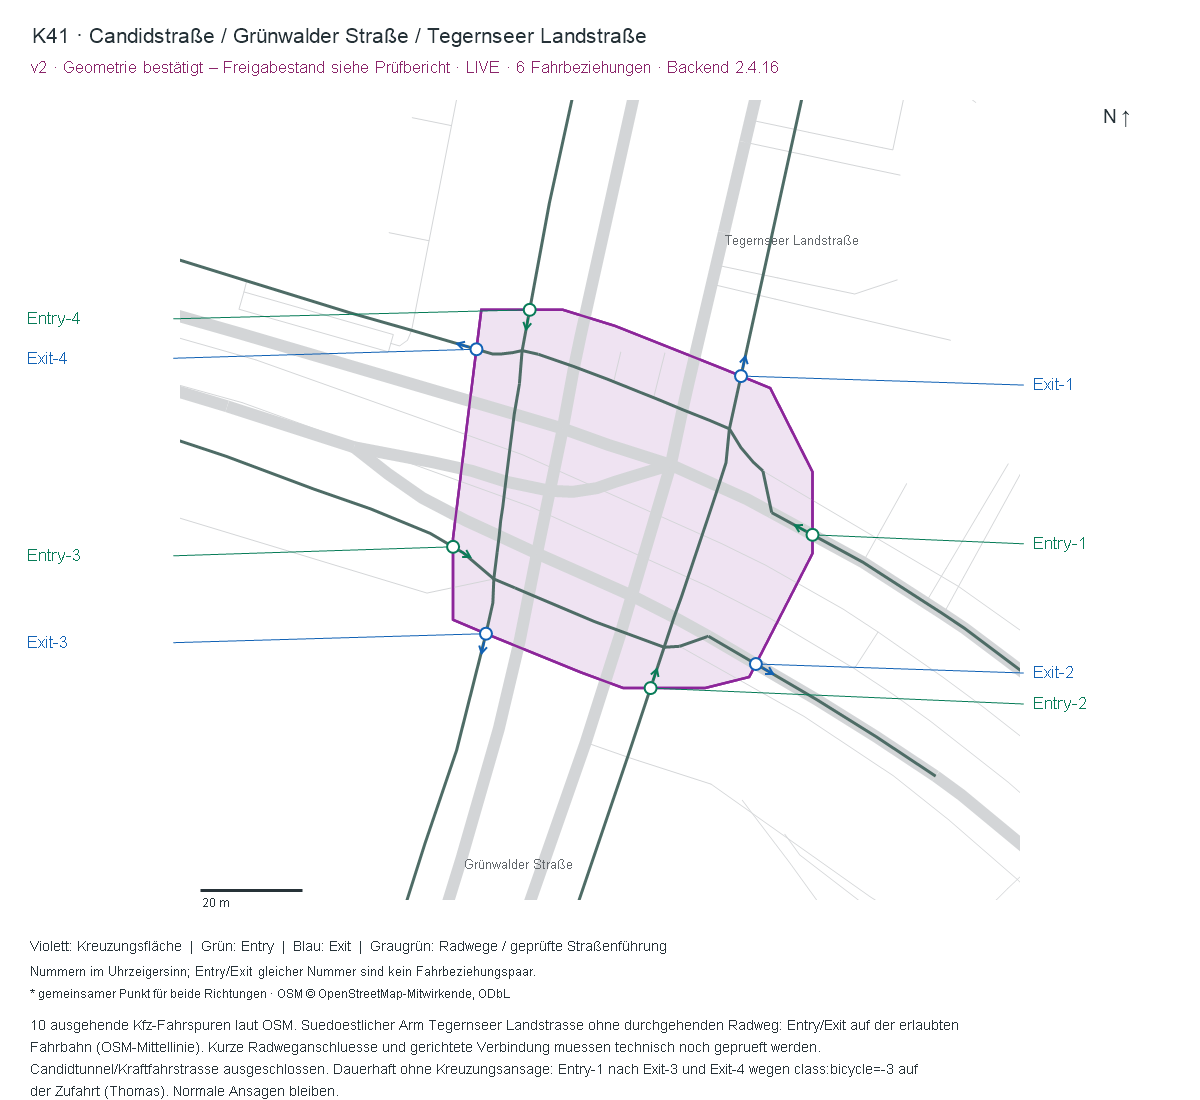 K41 · Candidstraße / Grünwalder Straße / Tegernseer Landstraße
v2 · Geometrie bestätigt – Freigabestand siehe Prüfbericht · LIVE · 6 Fahrbeziehungen · Backend 2.4.16
N ↑
Tegernseer Landstraße
Entry-4
Exit-4
Exit-1
Entry-1
Entry-3
Exit-3
Exit-2
Entry-2
Grünwalder Straße
20 m
Violett: Kreuzungsfläche | Grün: Entry | Blau: Exit | Graugrün: Radwege / geprüfte Straßenführung
Nummern im Uhrzeigersinn; Entry/Exit gleicher Nummer sind kein Fahrbeziehungspaar.
* gemeinsamer Punkt für beide Richtungen · OSM © OpenStreetMap-Mitwirkende, ODbL
10 ausgehende Kfz-Fahrspuren laut OSM. Suedoestlicher Arm Tegernseer Landstrasse ohne durchgehenden Radweg: Entry/Exit auf der erlaubten
Fahrbahn (OSM-Mittellinie). Kurze Radweganschluesse und gerichtete Verbindung muessen technisch noch geprueft werden.
Candidtunnel/Kraftfahrstrasse ausgeschlossen. Dauerhaft ohne Kreuzungsansage: Entry-1 nach Exit-3 und Exit-4 wegen class:bicycle=-3 auf
der Zufahrt (Thomas). Normale Ansagen bleiben.